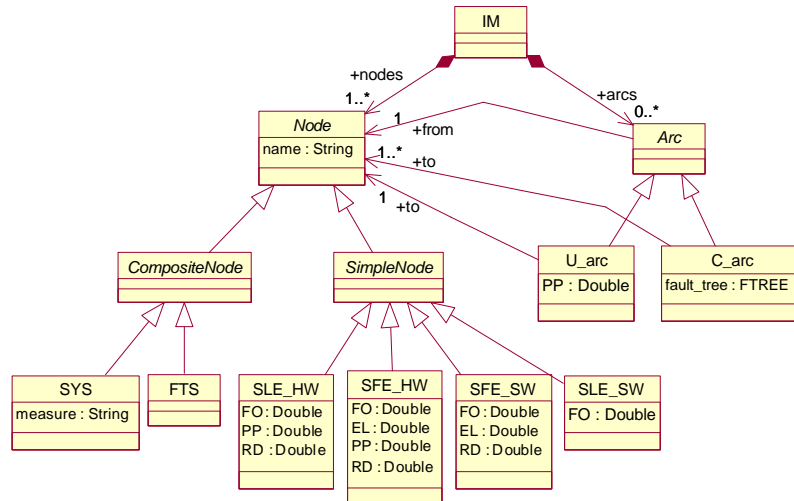 IM
+nodes
+arcs
1..*
0..*
Node
name : String
1
+from
Arc
1..*
+to
1
+to
CompositeNode
SimpleNode
U_arc
PP : Double
C_arc
fault_tree : FTREE
SYS
measure : String
FTS
SLE_HW
FO : Double
PP : Double
RD : Double
SFE_HW
FO : Double
EL : Double
PP : Double
RD : Double
SFE_SW
FO : Double
EL : Double
RD : Double
SLE_SW
FO : Double